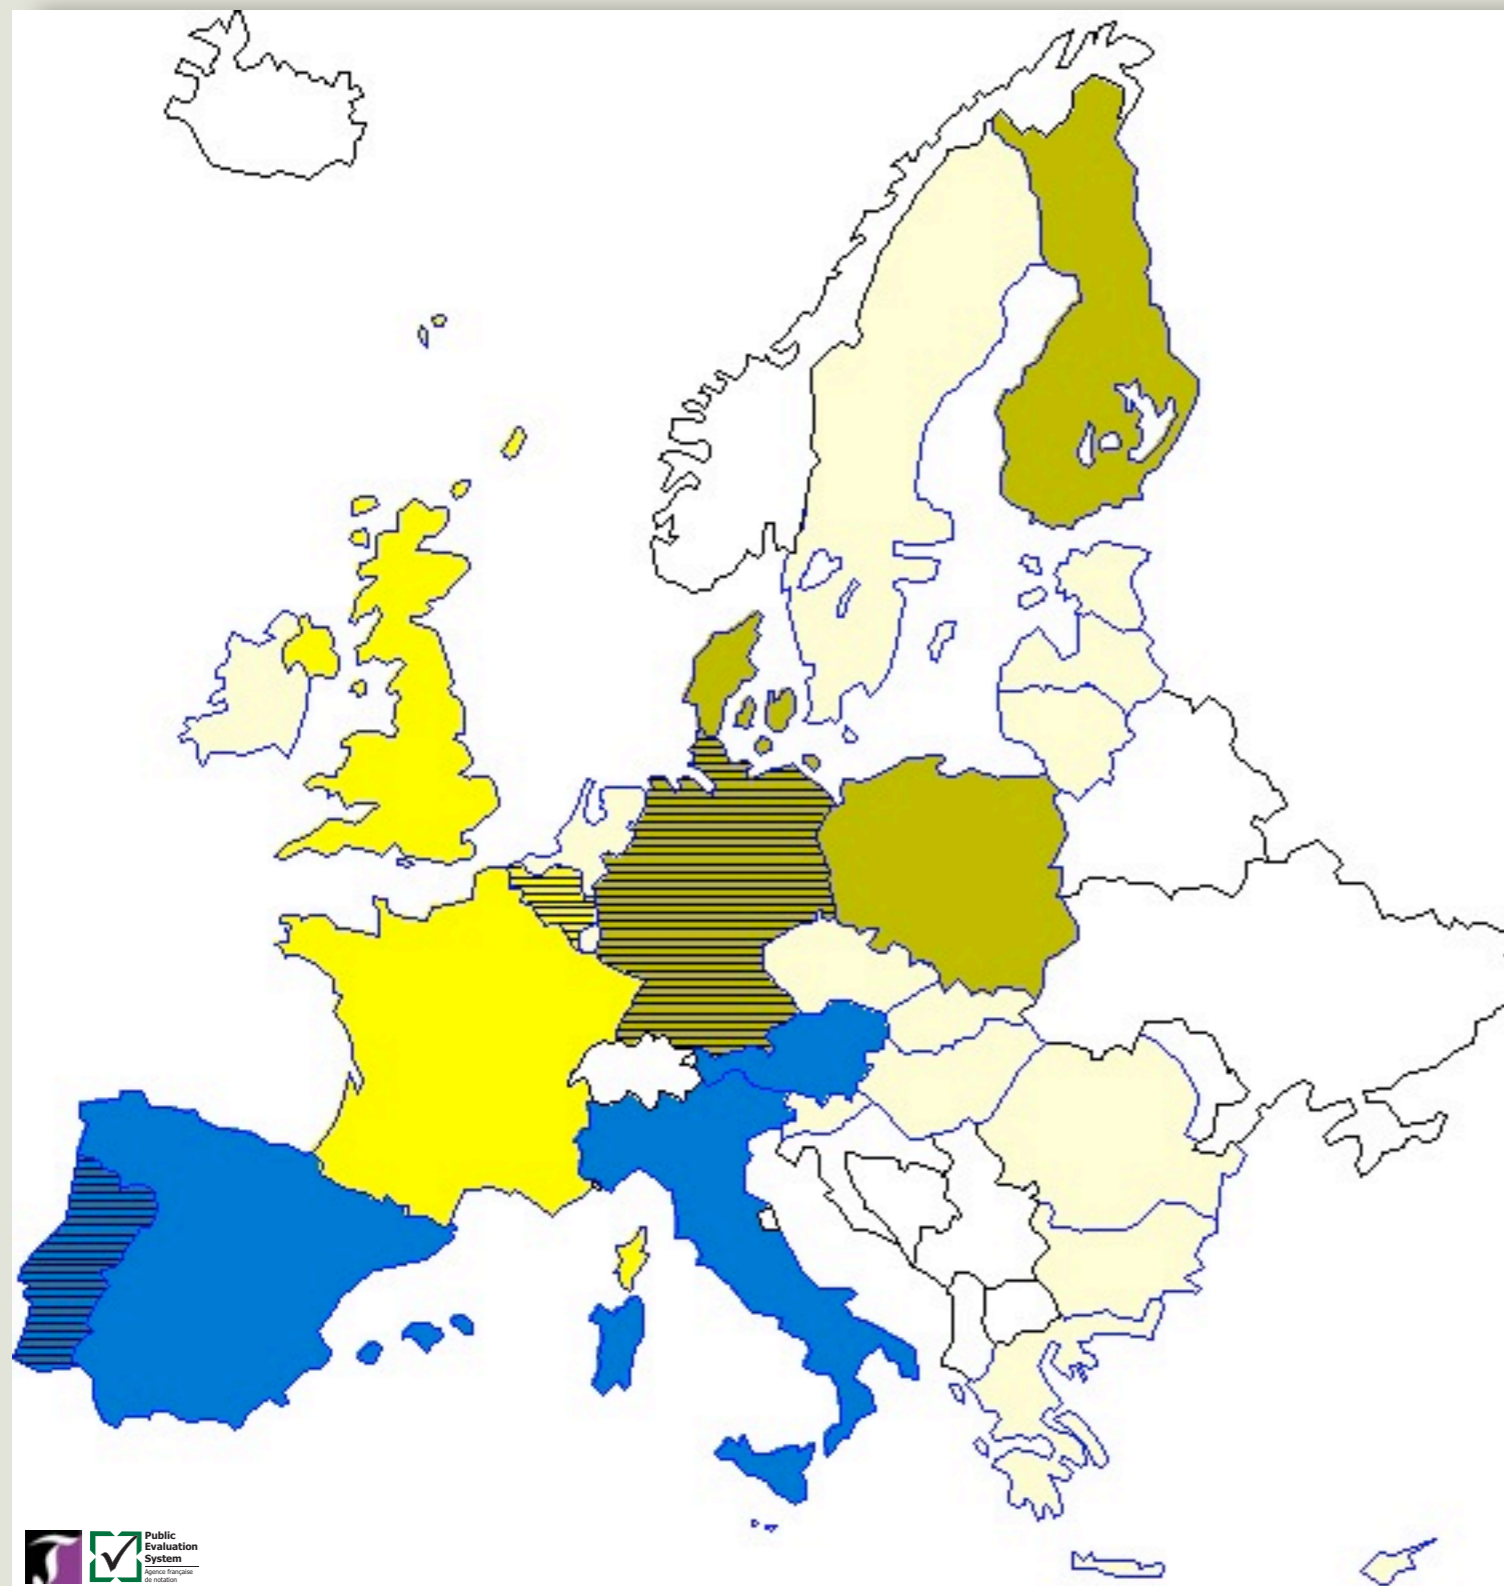 Public
Evaluation
System
Agence française
de notation